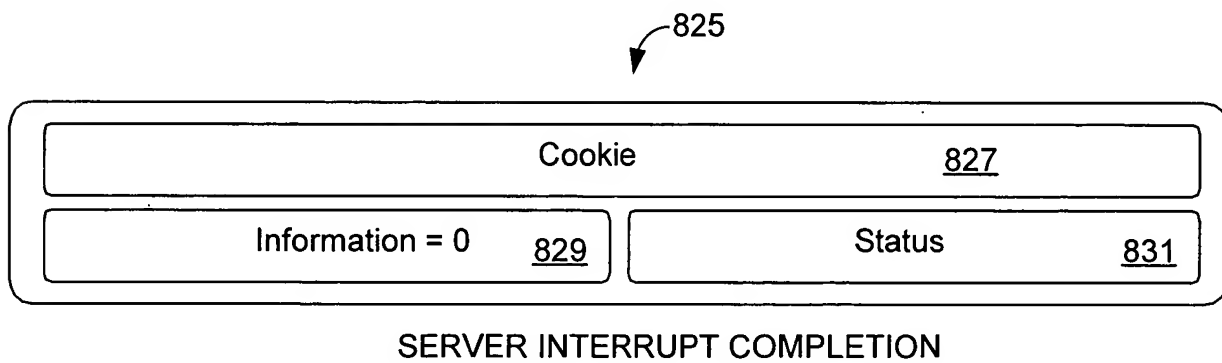 825
Cookie 827
Information = 0 829 Status 831
SERVER INTERRUPT COMPLETION